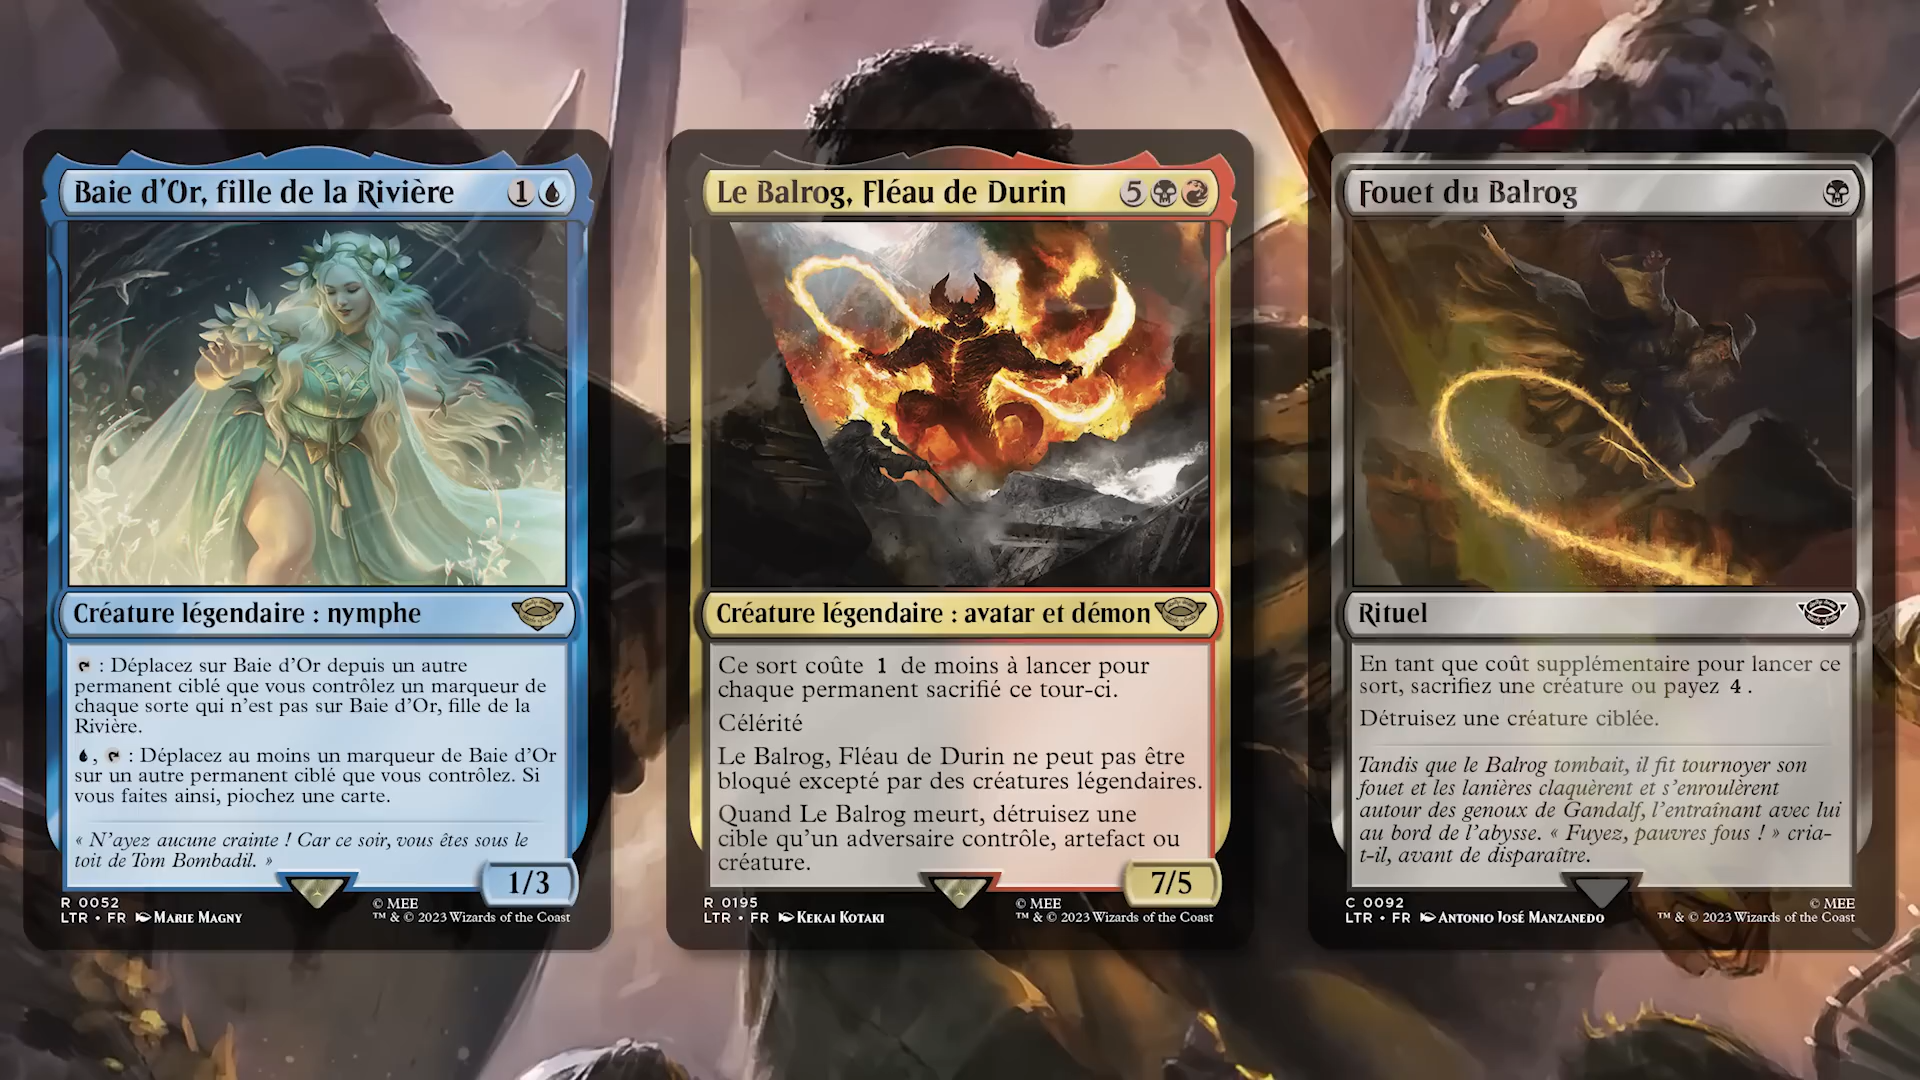 Baie d'Or, fille de la Rivière
1
Créature légendaire : nymphe
: Déplacez sur Baie d'Or depuis un autre
permanent ciblé que vous contrôlez un marqueur de
chaque sorte qui n'est pas sur Baie d'Or, fille de la
Rivière.
, : Déplacez au moins un marqueur de Baie d'Or
sur un autre permanent ciblé que vous contrôlez. Si
vous faites ainsi, piochez une carte.
« N'ayez aucune crainte ! Car ce soir, vous êtes sous le
toit de Tom Bombadil. »
1/3
R 0052
LTR • FR Marie Magny
© MEE
™ & © 2023 Wizards of the Coast
Le Balrog, Fléau de Durin
5
Créature légendaire : avatar et démon
Ce sort coûte 1 de moins à lancer pour
chaque permanent sacrifié ce tour-ci.
Célérité
Le Balrog, Fléau de Durin ne peut pas être
bloqué excepté par des créatures légendaires.
Quand Le Balrog meurt, détruisez une
cible qu'un adversaire contrôle, artefact ou
créature.
7/5
R 0195
LTR • FR Kekai Kotaki
© MEE
™ & © 2023 Wizards of the Coast
Fouet du Balrog
Rituel
En tant que coût supplémentaire pour lancer ce
sort, sacrifiez une créature ou payez 4 .
Détruisez une créature ciblée.
Tandis que le Balrog tombait, il fit tournoyer son
fouet et les lanières claquèrent et s'enroulèrent
autour des genoux de Gandalf, l'entraînant avec lui
au bord de l'abysse. « Fuyez, pauvres fous ! » cria-
t-il, avant de disparaître.
C 0092
LTR • FR Antonio José Manzanedo
© MEE
™ & © 2023 Wizards of the Coast